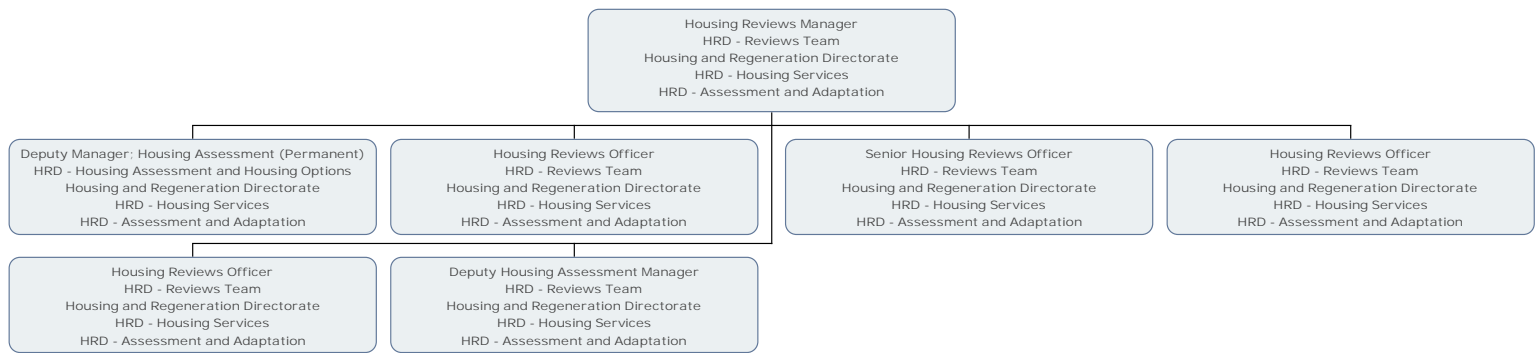 Housing Reviews Manager
HRD - Reviews Team
Housing and Regeneration Directorate
HRD - Housing Services
HRD - Assessment and Adaptation
Deputy Manager; Housing Assessment (Permanent)
HRD - Housing Assessment and Housing Options
Housing and Regeneration Directorate
HRD - Housing Services
HRD - Assessment and Adaptation
Housing Reviews Officer
HRD - Reviews Team
Housing and Regeneration Directorate
HRD - Housing Services
HRD - Assessment and Adaptation
Senior Housing Reviews Officer
HRD - Reviews Team
Housing and Regeneration Directorate
HRD - Housing Services
HRD - Assessment and Adaptation
Housing Reviews Officer
HRD - Reviews Team
Housing and Regeneration Directorate
HRD - Housing Services
HRD - Assessment and Adaptation
Housing Reviews Officer
HRD - Reviews Team
Housing and Regeneration Directorate
HRD - Housing Services
HRD - Assessment and Adaptation
Deputy Housing Assessment Manager
HRD - Reviews Team
Housing and Regeneration Directorate
HRD - Housing Services
HRD - Assessment and Adaptation